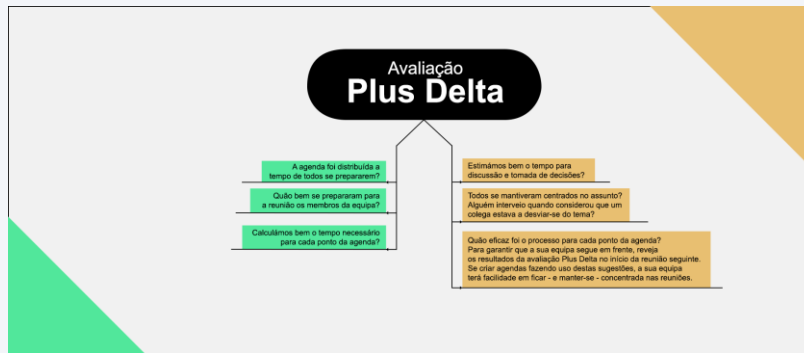 Avaliação
Plus Delta
A agenda foi distribuída a
tempo de todos se prepararem?
Quão bem se prepararam para
a reunião os membros da equipa?
Calculámos bem o tempo necessário
para cada ponto da agenda?
Estimámos bem o tempo para
discussão e tomada de decisões?
Todos se mantiveram centrados no assunto?
Alguém interveio quando considerou que um
colega estava a desviar-se do tema?
Quão eficaz foi o processo para cada ponto da agenda?
Para garantir que a sua equipa segue em frente, reveja
os resultados da avaliação Plus Delta no início da reunião seguinte.
Se criar agendas fazendo uso destas sugestões, a sua equipa
terá facilidade em ficar - e manter-se - concentrada nas reuniões.